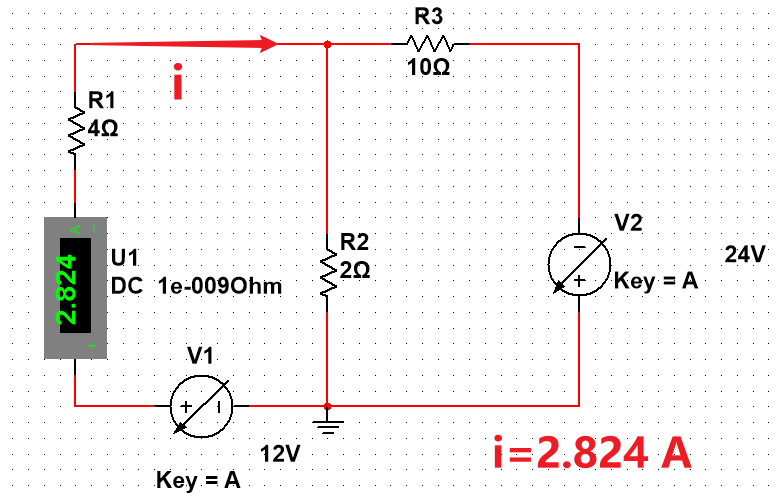 R3
10Ω
i
R1
4Ω
A −
2.824
+
U1
DC 1e-009Ohm
R2
2Ω
V2
− +
Key = A
24V
V1
+ −
12V
Key = A
i=2.824 A